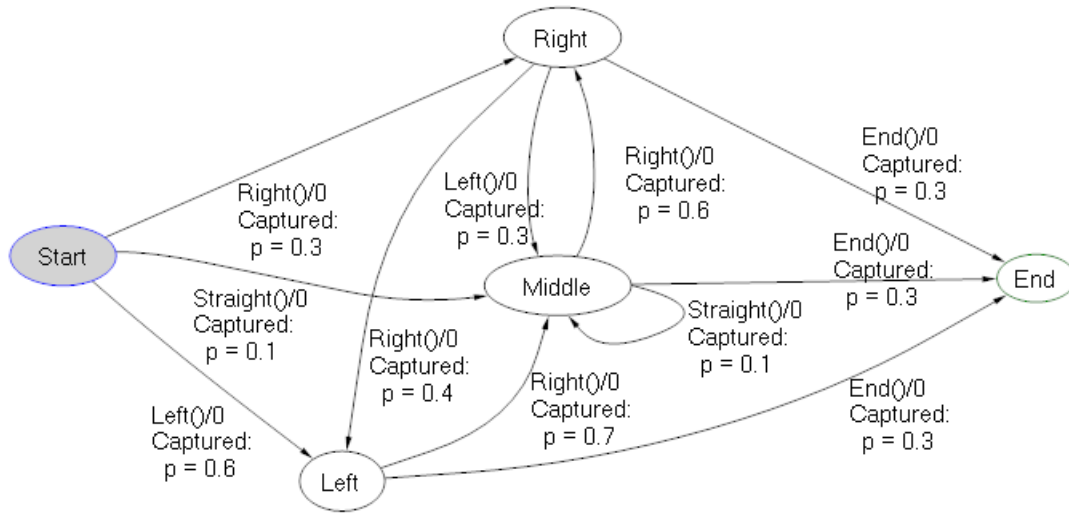 Right
End()/0
Captured:
p = 0.3
Right()/0
Captured:
p = 0.6
Left()/0
Captured:
p = 0.3
Right()/0
Captured:
p = 0.3
Start
End()/0
Captured:
p = 0.3
End
Middle
Straight()/0
Captured:
p = 0.1
Straight()/0
Captured:
p = 0.1
Right()/0
Captured:
p = 0.4
Right()/0
Captured:
p = 0.7
End()/0
Captured:
p = 0.3
Left()/0
Captured:
p = 0.6
Left